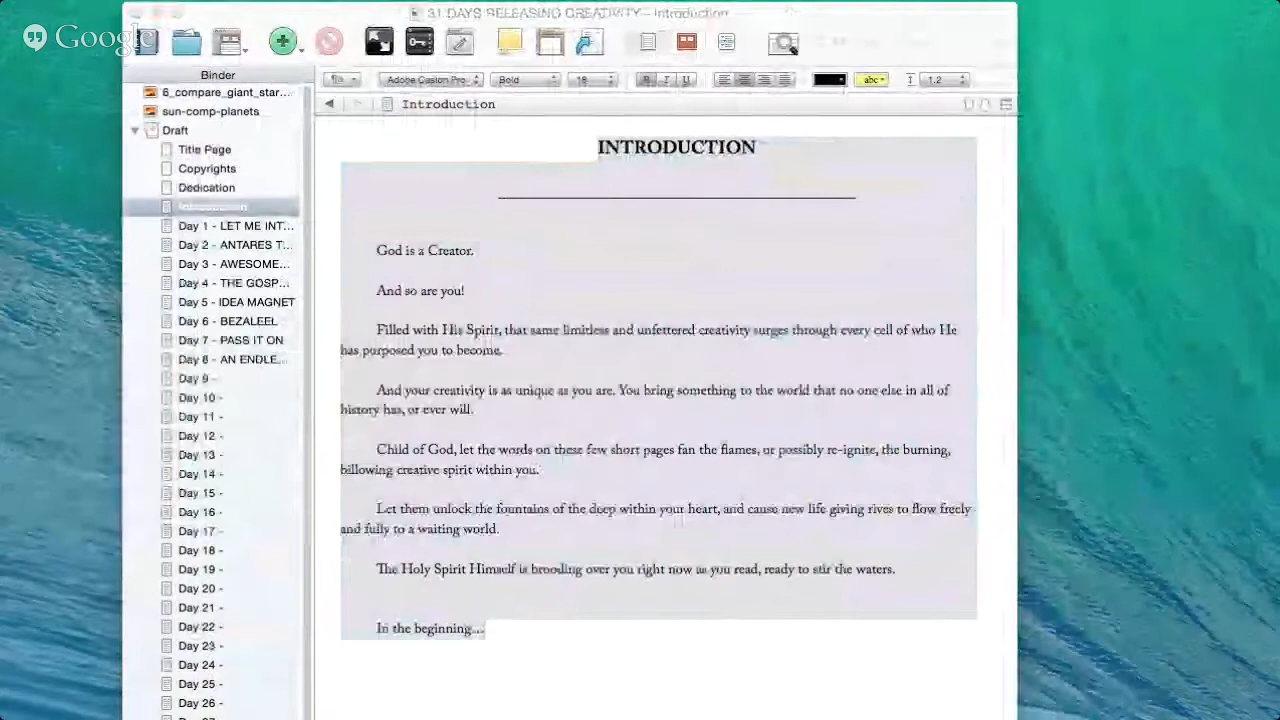 31 DAYS RELEASING CREATIVITY – Introduction
Google
Binder
Adobe Caslon Pro
Bold
18
B I U
abc
1.2
6_compare_giant_star...
Introduction
sun-comp-planets
Draft
Title Page
Copyrights
Dedication
Introduction
Day 1 - LET ME INT...
Day 2 - ANTARES T...
Day 3 - AWESOME...
Day 4 - THE GOSP...
Day 5 - IDEA MAGNET
Day 6 - BEZALEEL
Day 7 - PASS IT ON
Day 8 - AN ENDLE...
Day 9 -
Day 10 -
Day 11 -
Day 12 -
Day 13 -
Day 14 -
Day 15 -
Day 16 -
Day 17 -
Day 18 -
Day 19 -
Day 20 -
Day 21 -
Day 22 -
Day 23 -
Day 24 -
Day 25 -
Day 26 -
INTRODUCTION
God is a Creator.
And so are you!
Filled with His Spirit, that same limitless and unfettered creativity surges through every cell of who He
has purposed you to become.
And your creativity is as unique as you are. You bring something to the world that no one else in all of
history has, or ever will.
Child of God, let the words on these few short pages fan the flames, or possibly re-ignite, the burning,
billowing creative spirit within you.
Let them unlock the fountains of the deep within your heart, and cause new life giving rives to flow freely
and fully to a waiting world.
The Holy Spirit Himself is brooding over you right now as you read, ready to stir the waters.
In the beginning...